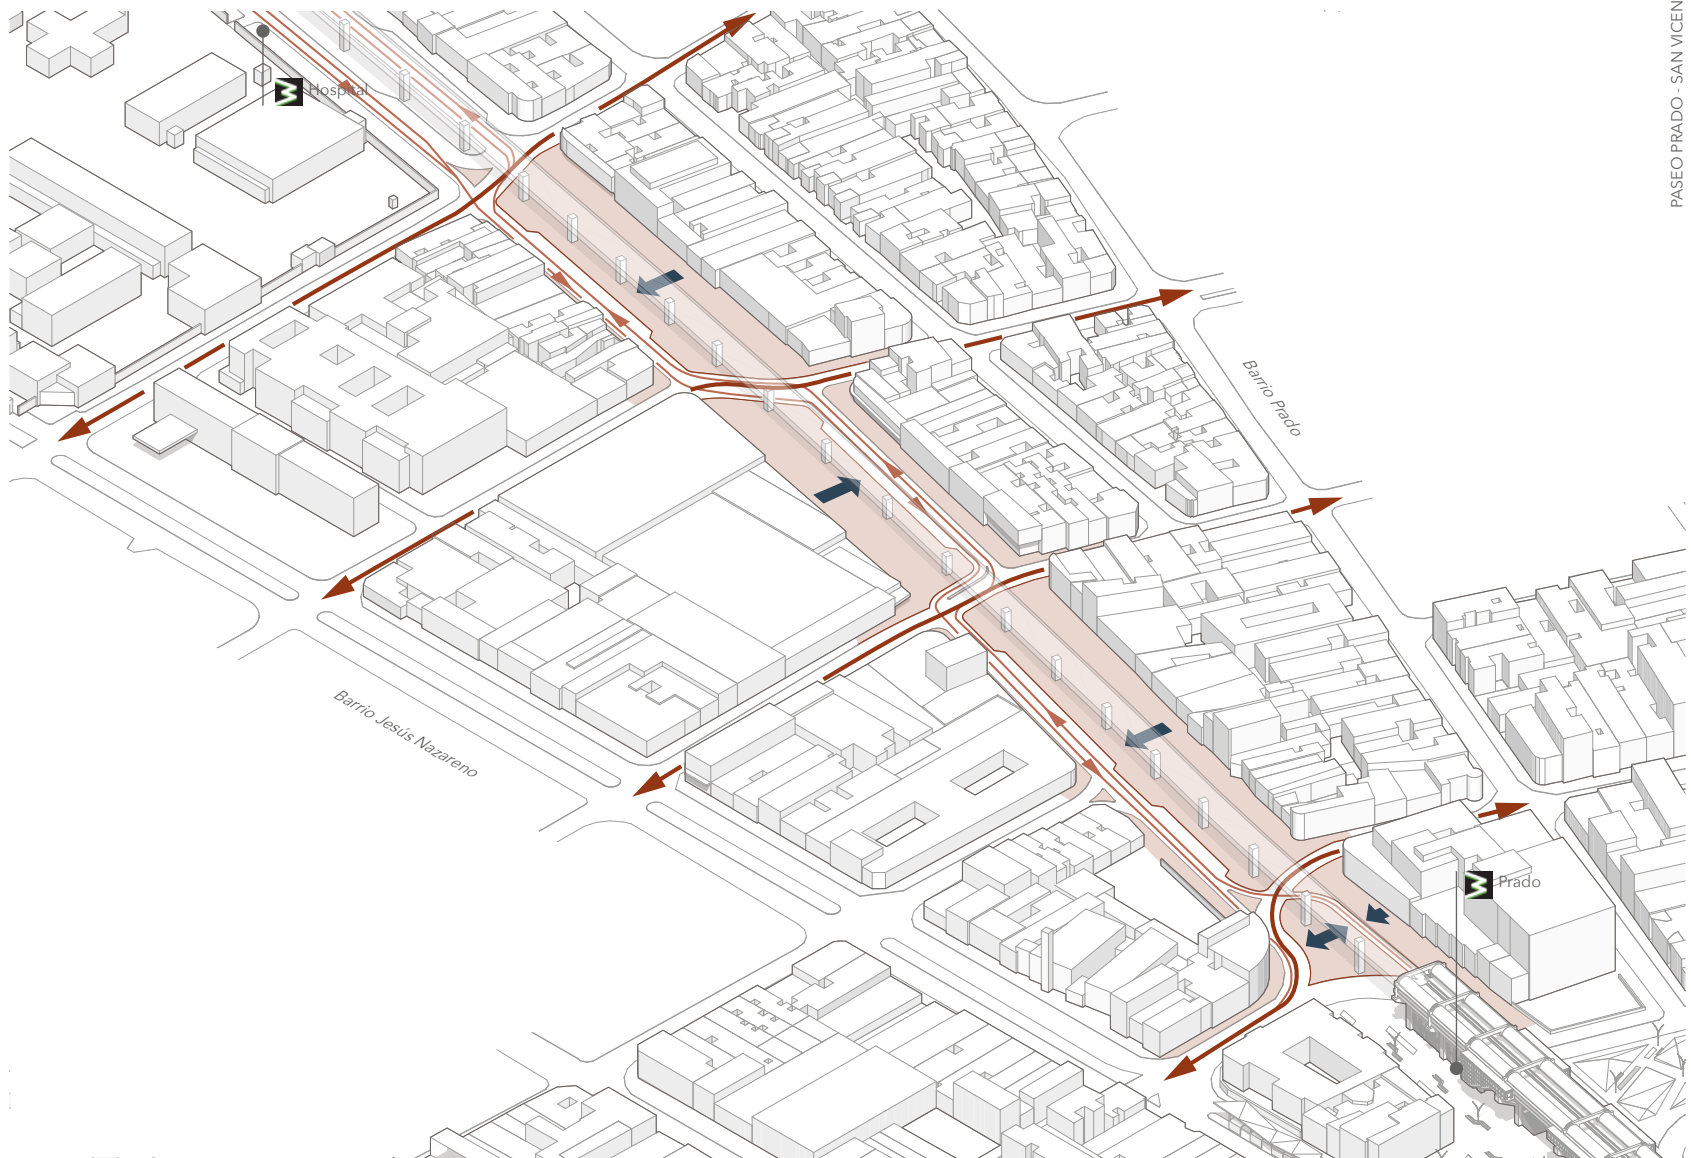 PASEO PRADO - SAN VICEN
Hospital
Barrio Prado
Barrio Jesús Nazareno
Prado